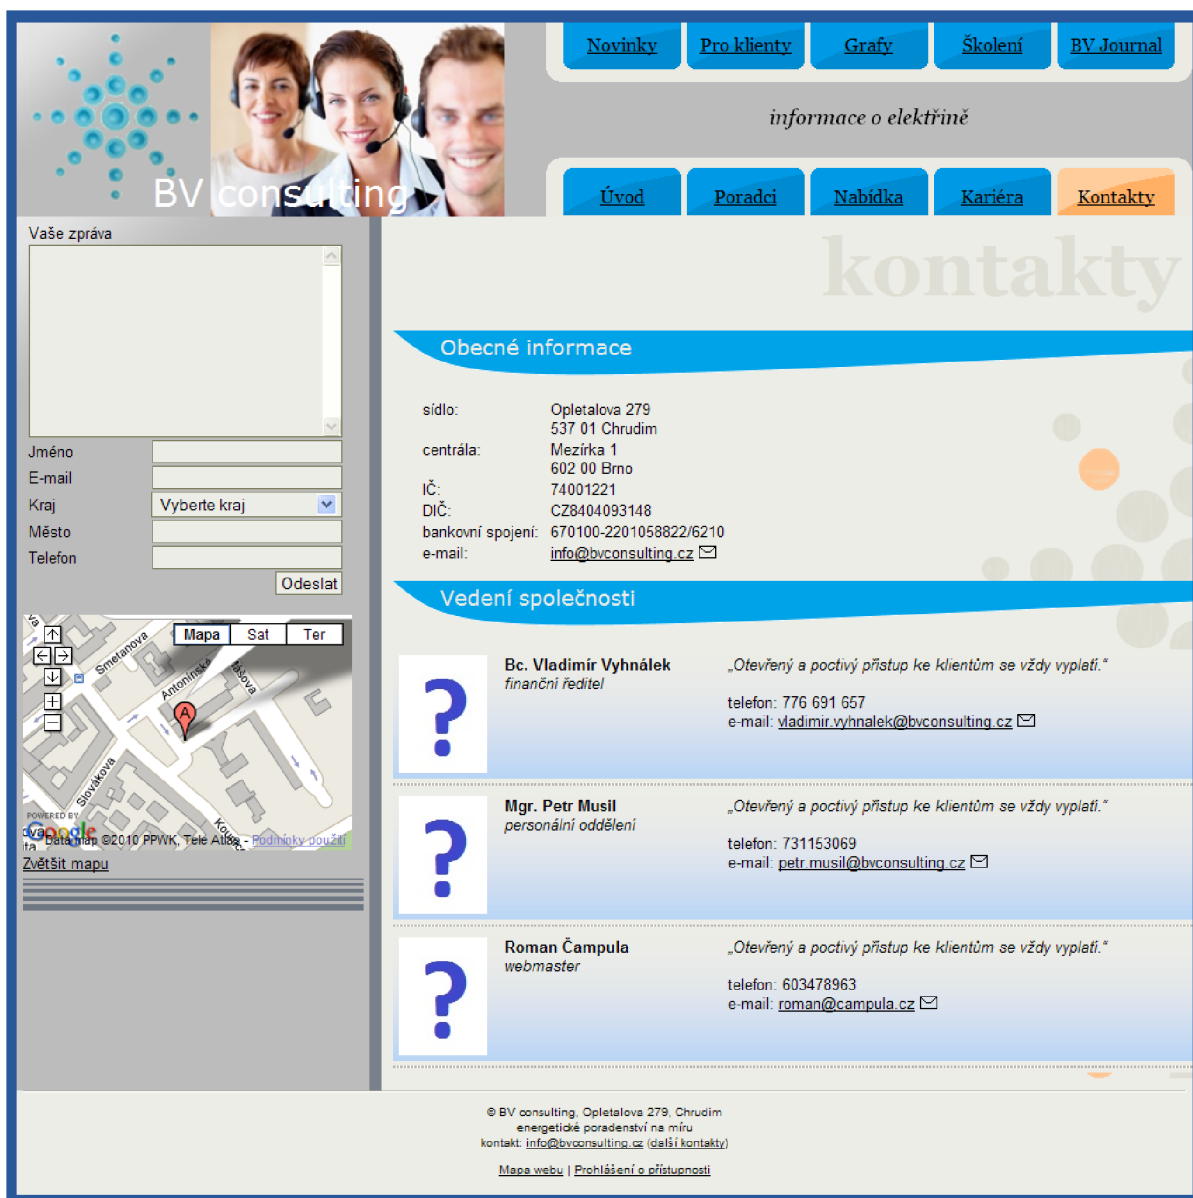 Novinky Pro klienty Grafy Školení BV Journal
informace o elektřině
BV consulting
Úvod Poradci Nabídka Kariéra Kontakty
Vaše zpráva
Jméno
E-mail
Kraj Vyberte kraj
Město
Telefon
Odeslat
Mapa Sat Ter
Smetanova
Antonínská
Slovákova
A
POWERED BY
Google
Data map ©2010 PPWK, Tele Atlas - Podmínky použití
Zvětšit mapu
kontakty
Obecné informace
sídlo: Opletalova 279
537 01 Chrudim
centrála: Mezírka 1
602 00 Brno
IČ: 74001221
DIČ: CZ8404093148
bankovní spojení: 670100-2201058822/6210
e-mail: info@bvconsulting.cz
Vedení společnosti
?
Bc. Vladimír Vyhnálek
finanční ředitel
„Otevřený a poctivý přístup ke klientům se vždy vyplatí.“
telefon: 776 691 657
e-mail: vladimir.vyhnalek@bvconsulting.cz
?
Mgr. Petr Musil
personální oddělení
„Otevřený a poctivý přístup ke klientům se vždy vyplatí.“
telefon: 731153069
e-mail: petr.musil@bvconsulting.cz
?
Roman Čampula
webmaster
„Otevřený a poctivý přístup ke klientům se vždy vyplatí.“
telefon: 603478963
e-mail: roman@campula.cz
© BV consulting, Opletalova 279, Chrudim
energetické poradenství na míru
kontakt: info@bvconsulting.cz (další kontakty)
Mapa webu | Prohlášení o přístupnosti